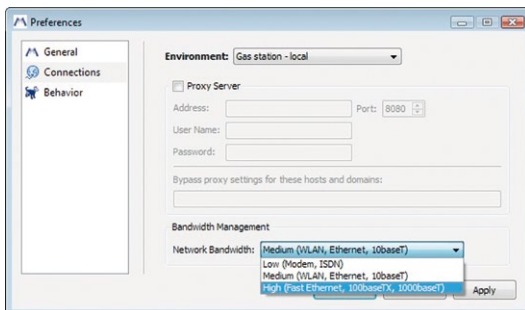 Preferences
General
Connections
Behavior
Environment: Gas station - local
Proxy Server
Address:
Port: 8080
User Name:
Password:
Bypass proxy settings for these hosts and domains:
Bandwidth Management
Network Bandwidth: Medium (WLAN, Ethernet, 10baseT)
Low (Modem, ISDN)
Medium (WLAN, Ethernet, 10baseT)
High (Fast Ethernet, 100baseTX, 1000baseT)
Apply